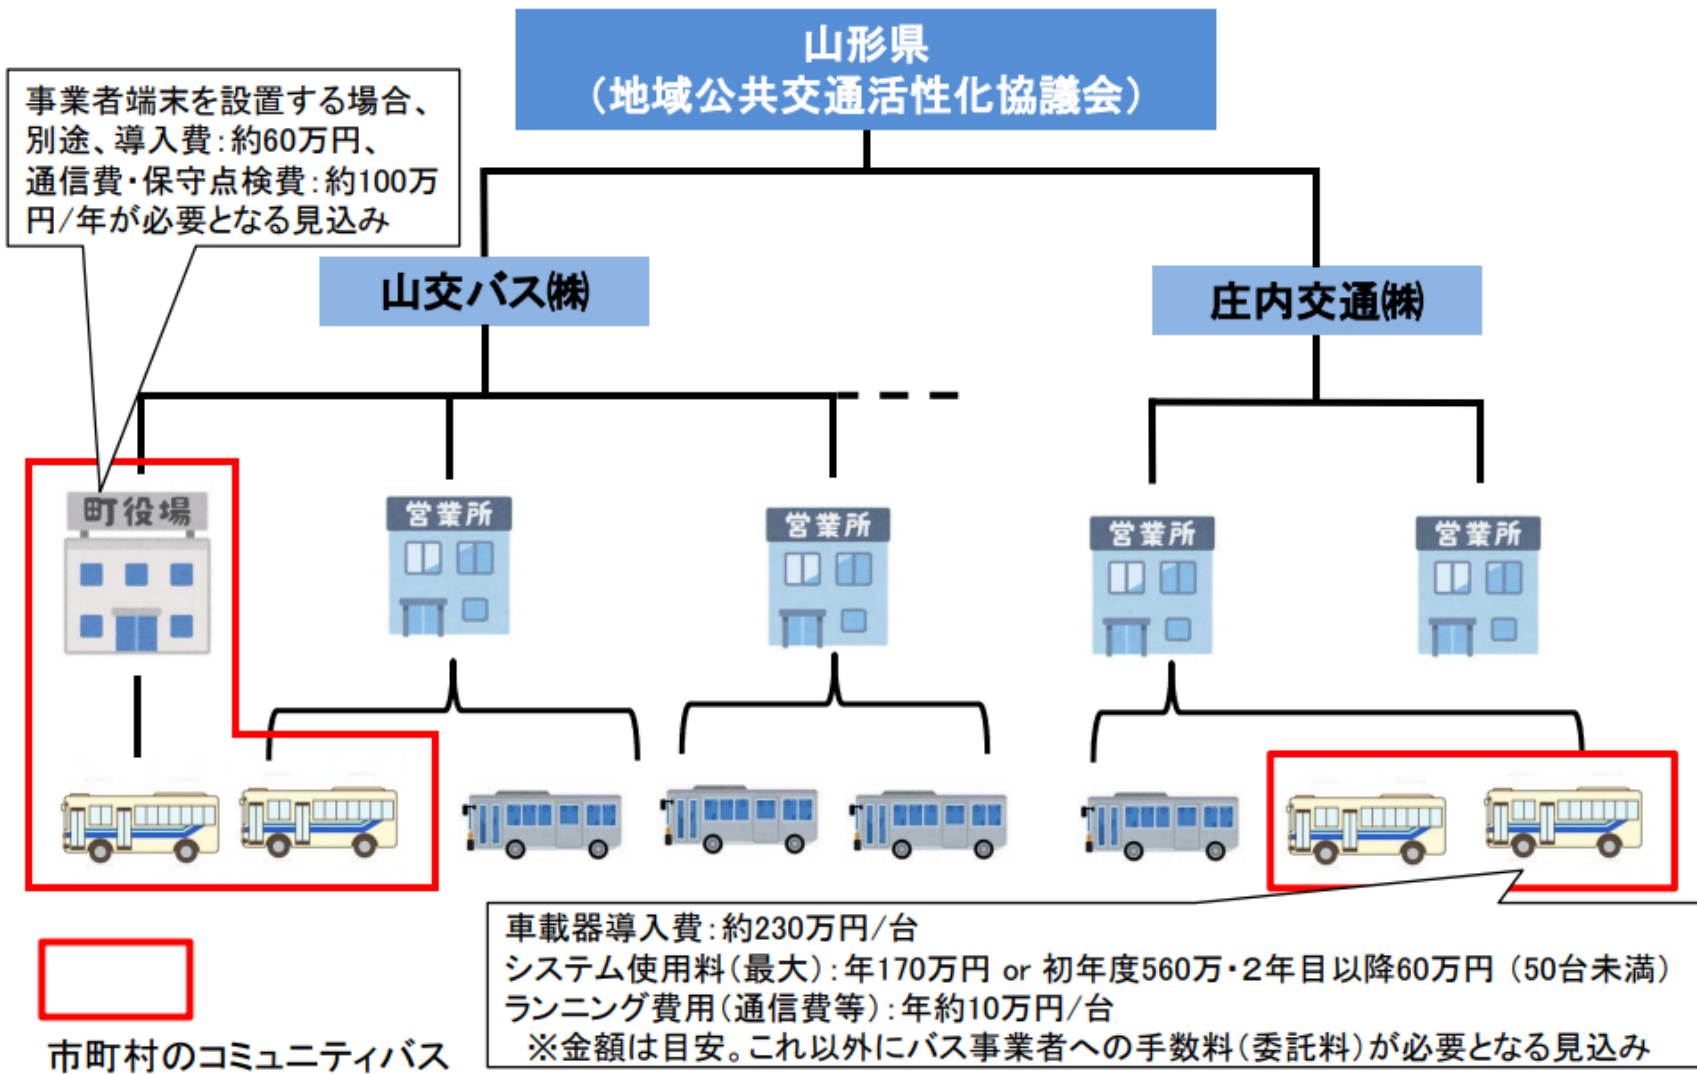 山形県
（地域公共交通活性化協議会）
事業者端末を設置する場合、
別途、導入費：約60万円、
通信費・保守点検費：約100万
円/年が必要となる見込み
山交バス㈱
庄内交通㈱
町役場
営業所
営業所
営業所
営業所
車載器導入費：約230万円/台
システム使用料（最大）：年170万円 or 初年度560万・２年目以降60万円（50台未満）
ランニング費用（通信費等）：年約10万円/台
※金額は目安。これ以外にバス事業者への手数料（委託料）が必要となる見込み
市町村のコミュニティバス